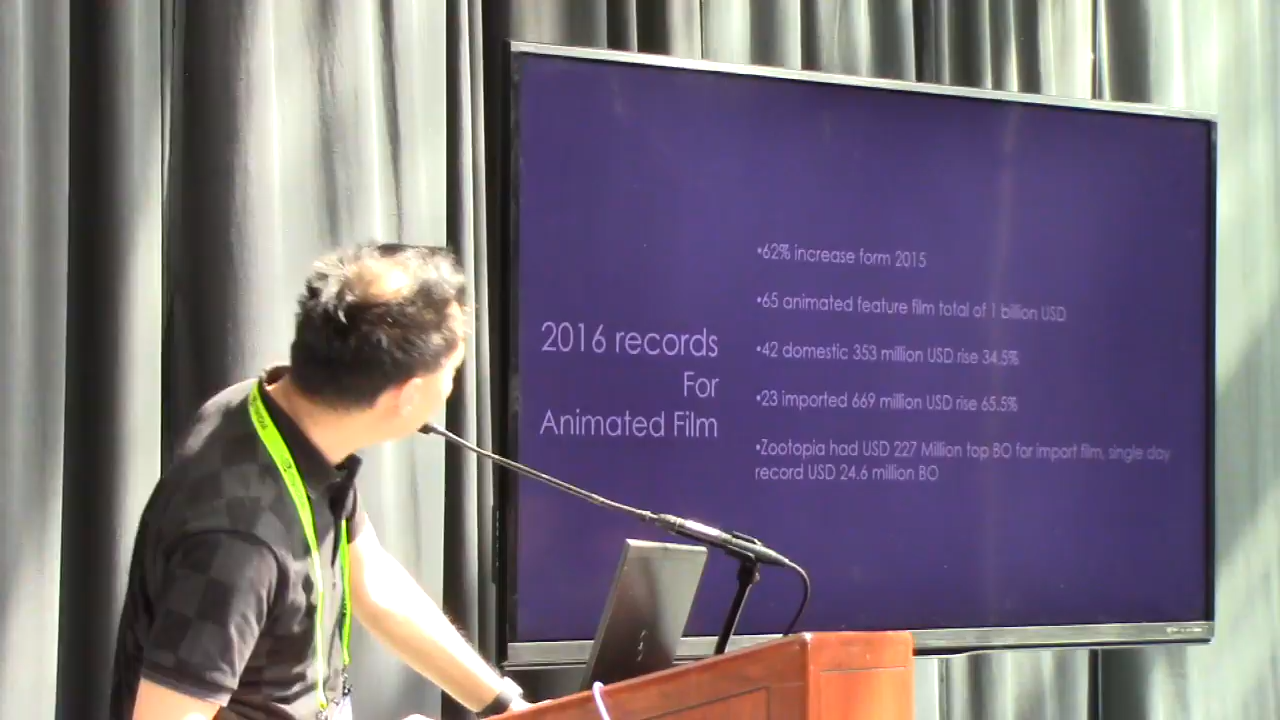 2016 records
For
Animated Film
•62% increase form 2015
•65 animated feature film total of 1 billion USD
•42 domestic 353 million USD rise 34.5%
•23 imported 669 million USD rise 65.5%
•Zootopia had USD 227 Million top BO for import film, single day
record USD 24.6 million BO